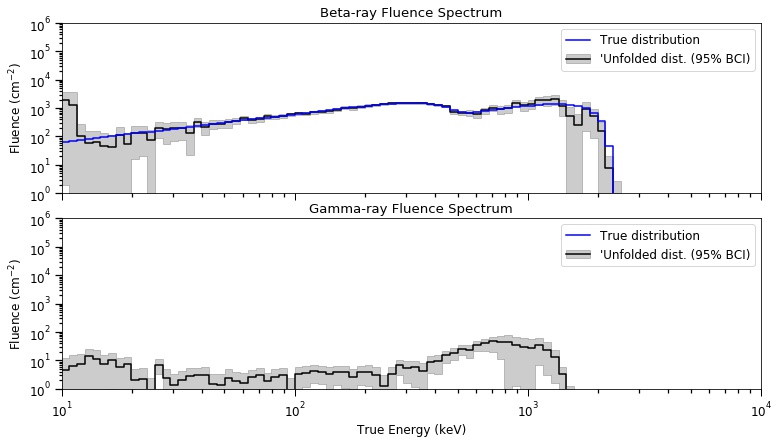 Beta-ray Fluence Spectrum
10^6
10^5
10^4
10^3
10^2
10^1
10^0
Fluence (cm^−2)
True distribution
'Unfolded dist. (95% BCI)
Gamma-ray Fluence Spectrum
10^6
10^5
10^4
10^3
10^2
10^1
10^0
Fluence (cm^−2)
True distribution
'Unfolded dist. (95% BCI)
10^1 10^2 10^3 10^4
True Energy (keV)